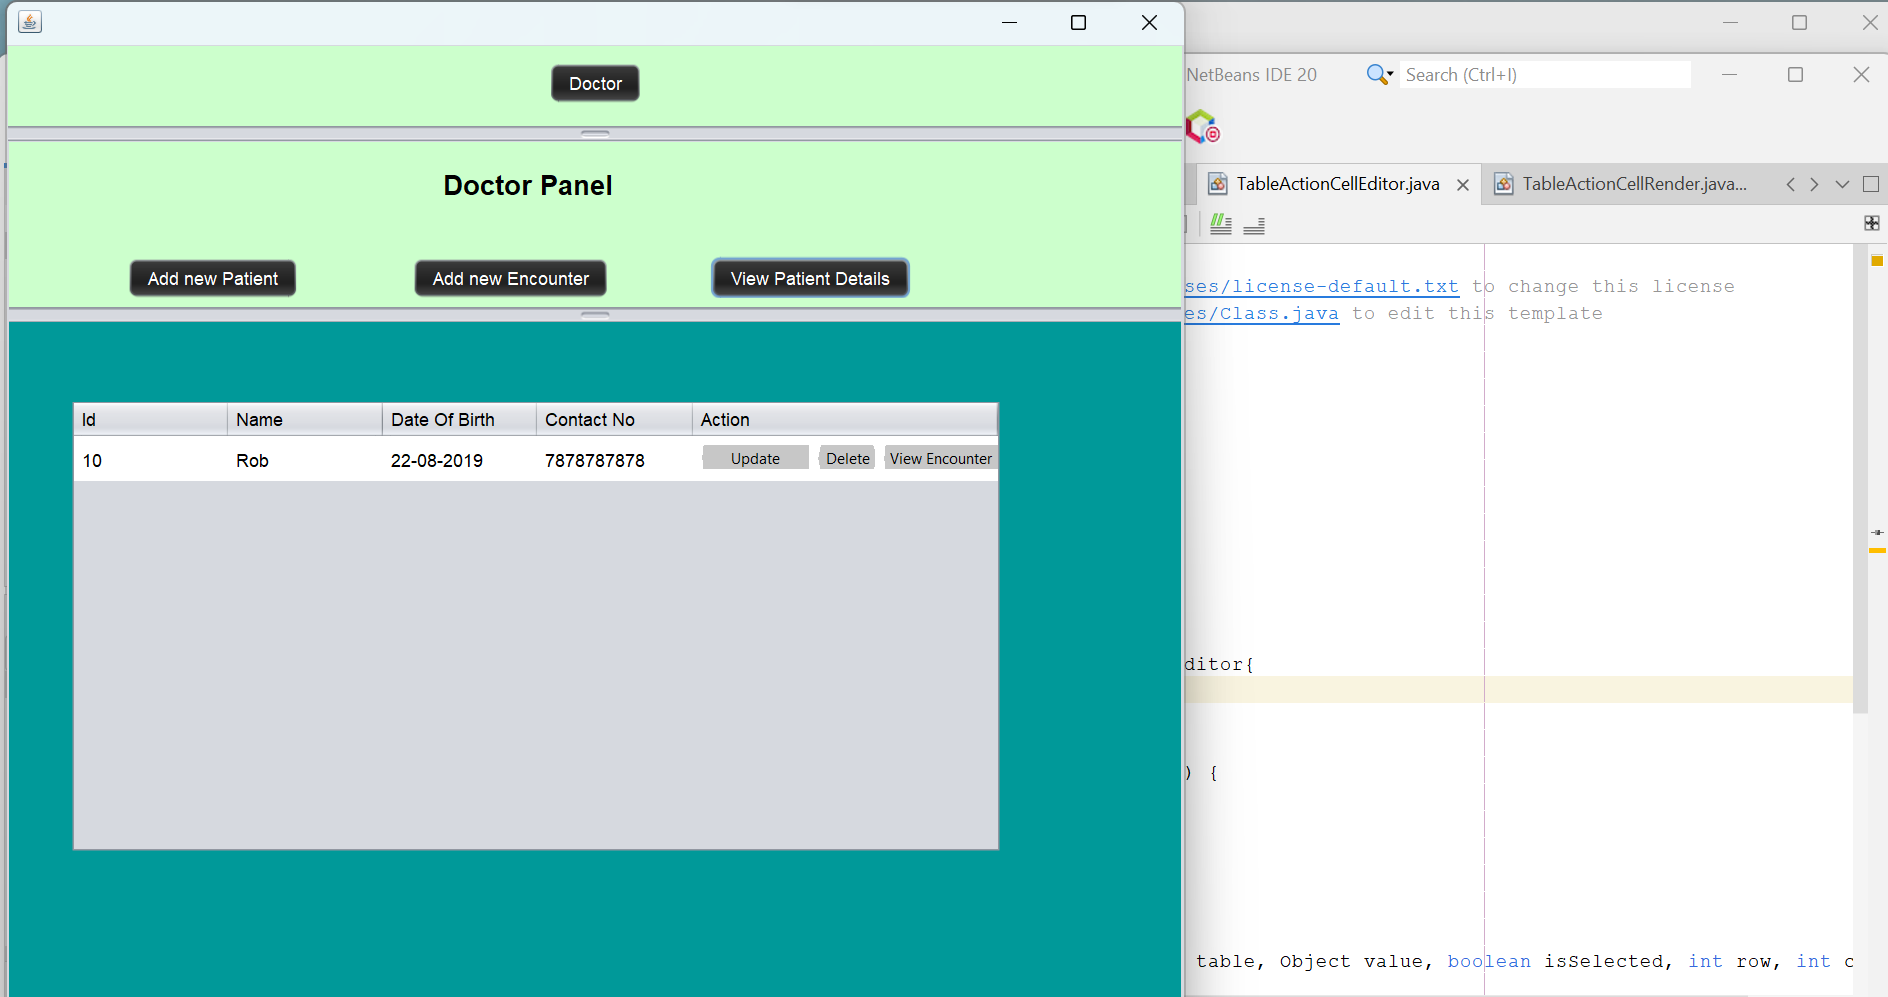 Doctor
Doctor Panel
Add new Patient
Add new Encounter
View Patient Details
Id
Name
Date Of Birth
Contact No
Action
10
Rob
22-08-2019
7878787878
Update
Delete
View Encounter
NetBeans IDE 20
Search (Ctrl+I)
TableActionCellEditor.java
TableActionCellRender.java...
ses/license-default.txt to change this license
es/Class.java to edit this template
ditor{
) {
table, Object value, boolean isSelected, int row, int c